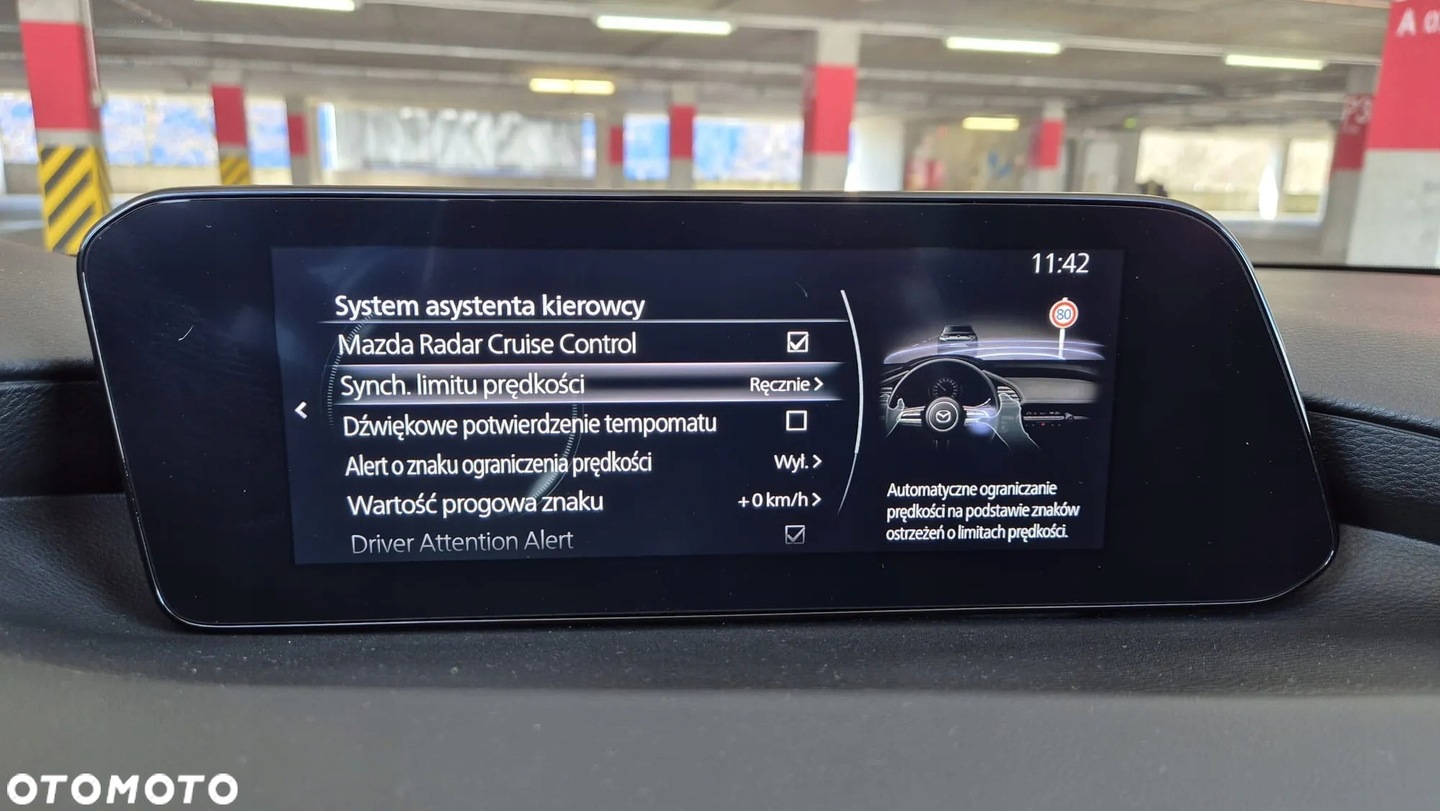 A 0
P3
11:42
System asystenta kierowcy
80
Mazda Radar Cruise Control
Synch. limitu prędkości Ręcznie >
Dźwiękowe potwierdzenie tempomatu
Alert o znaku ograniczenia prędkości Wył. >
Wartość progowa znaku +0 km/h >
Driver Attention Alert
Automatyczne ograniczanie
prędkości na podstawie znaków
ostrzeżeń o limitach prędkości.
OTOMOTO